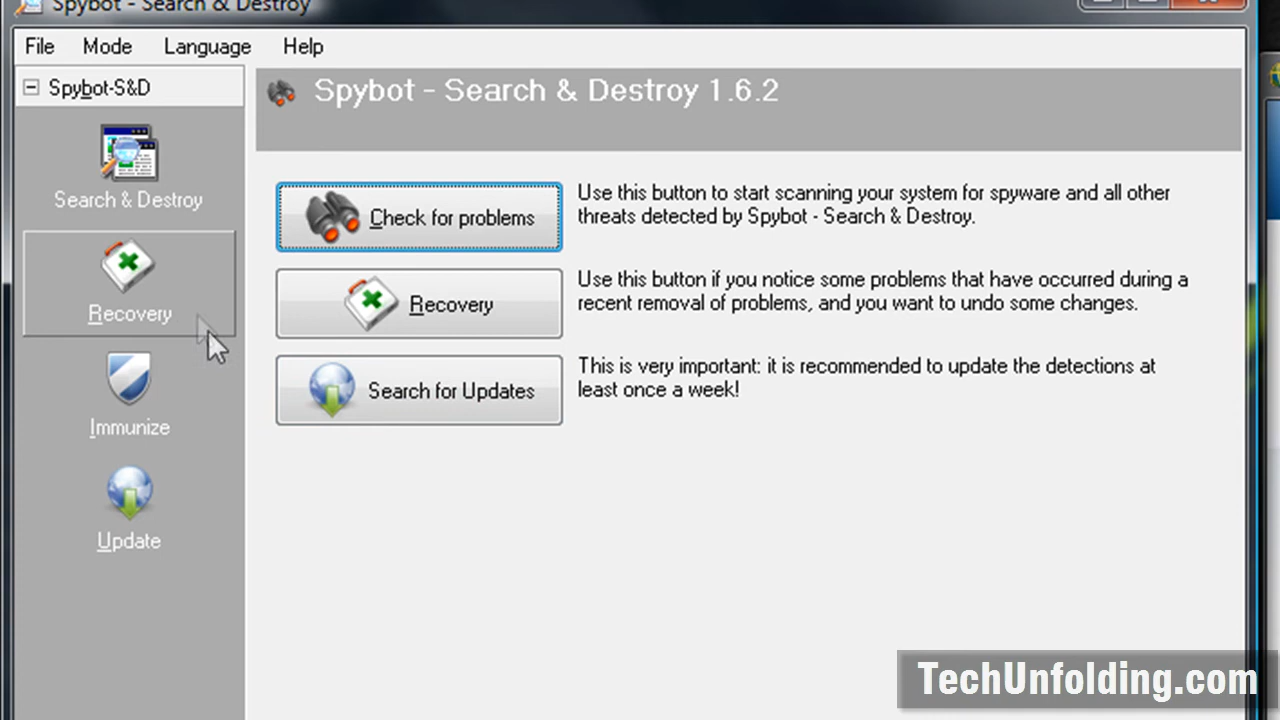 Spybot - Search & Destroy
File Mode Language Help
Spybot-S&D
Spybot - Search & Destroy 1.6.2
Search & Destroy
Recovery
Immunize
Update
Check for problems
Use this button to start scanning your system for spyware and all other
threats detected by Spybot - Search & Destroy.
Recovery
Use this button if you notice some problems that have occurred during a
recent removal of problems, and you want to undo some changes.
Search for Updates
This is very important: it is recommended to update the detections at
least once a week!
TechUnfolding.com